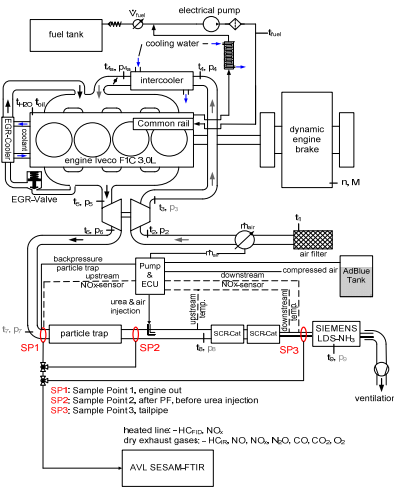 electrical pump
V̇fuel
fuel tank
tfuel
cooling water
t4a, p4a
t4, p4
intercooler
tH2O
toil
Common rail
EGR-Cooler
coolant
engine Iveco F1C 3,0L
dynamic
engine
brake
EGR-Valve
n, M
t5, p5
t3, p3
t6, p6
t2, p2
t1
ṁair
air filter
ṁair
backpressure
particle trap
Pump
&
ECU
compressed air
AdBlue
Tank
upstream
NOx-sensor
downstream
NOx-sensor
urea & air
injection
upstream
temp.
downstream
temp.
t7, p7
particle trap
SCR-Cat
SCR-Cat
SIEMENS
LDS-NH3
SP1
SP2
t8, p8
SP3
t9, p9
ventilation
SP1: Sample Point 1, engine out
SP2: Sample Point 2, after PF, before urea injection
SP3: Sample Point 3, tailpipe
heated line: –HCFID, NOx
dry exhaust gases: –HCIR, NO, NOx, N2O, CO, CO2, O2
AVL SESAM-FTIR